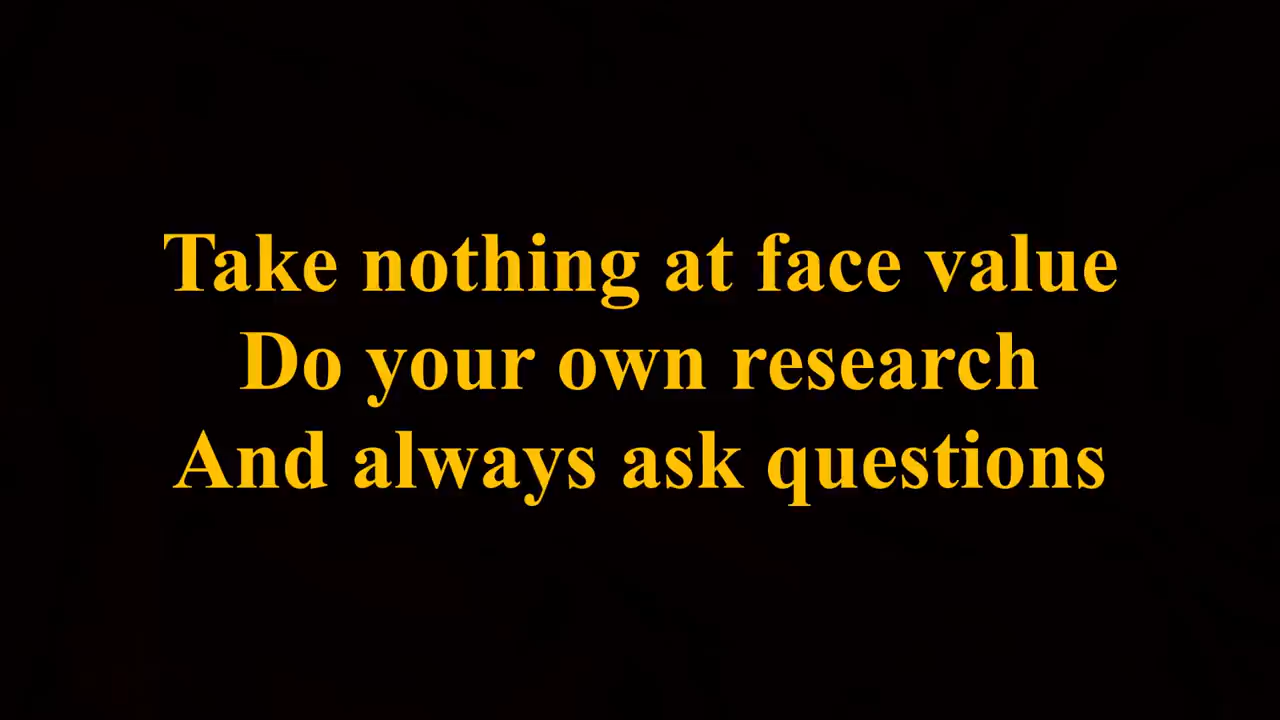 Take nothing at face value
Do your own research
And always ask questions